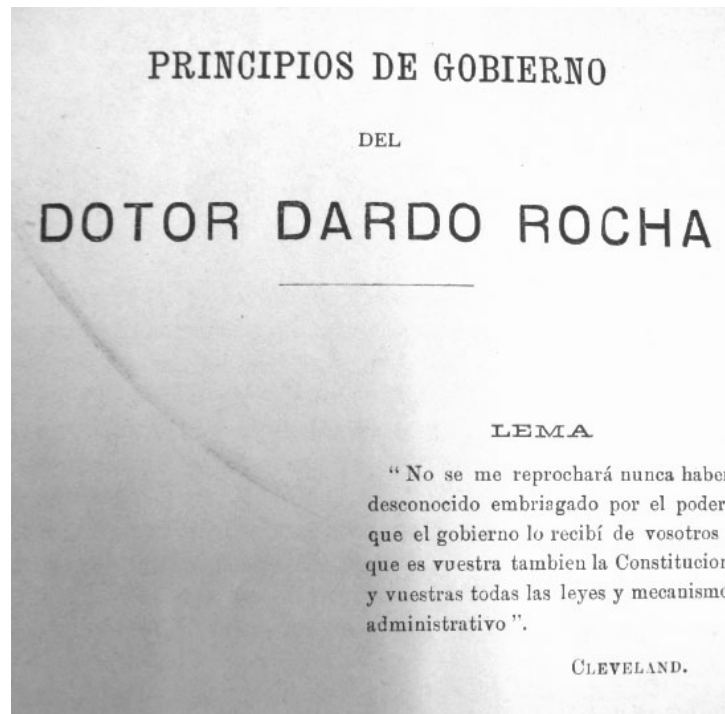 PRINCIPIOS DE GOBIERNO
DEL
DOTOR DARDO ROCHA
LEMA
“ No se me reprochará nunca haber
desconocido embriagado por el poder
que el gobierno lo recibí de vosotros
que es vuestra tambien la Constitucion
y vuestras todas las leyes y mecanismo
administrativo ”.
CLEVELAND.